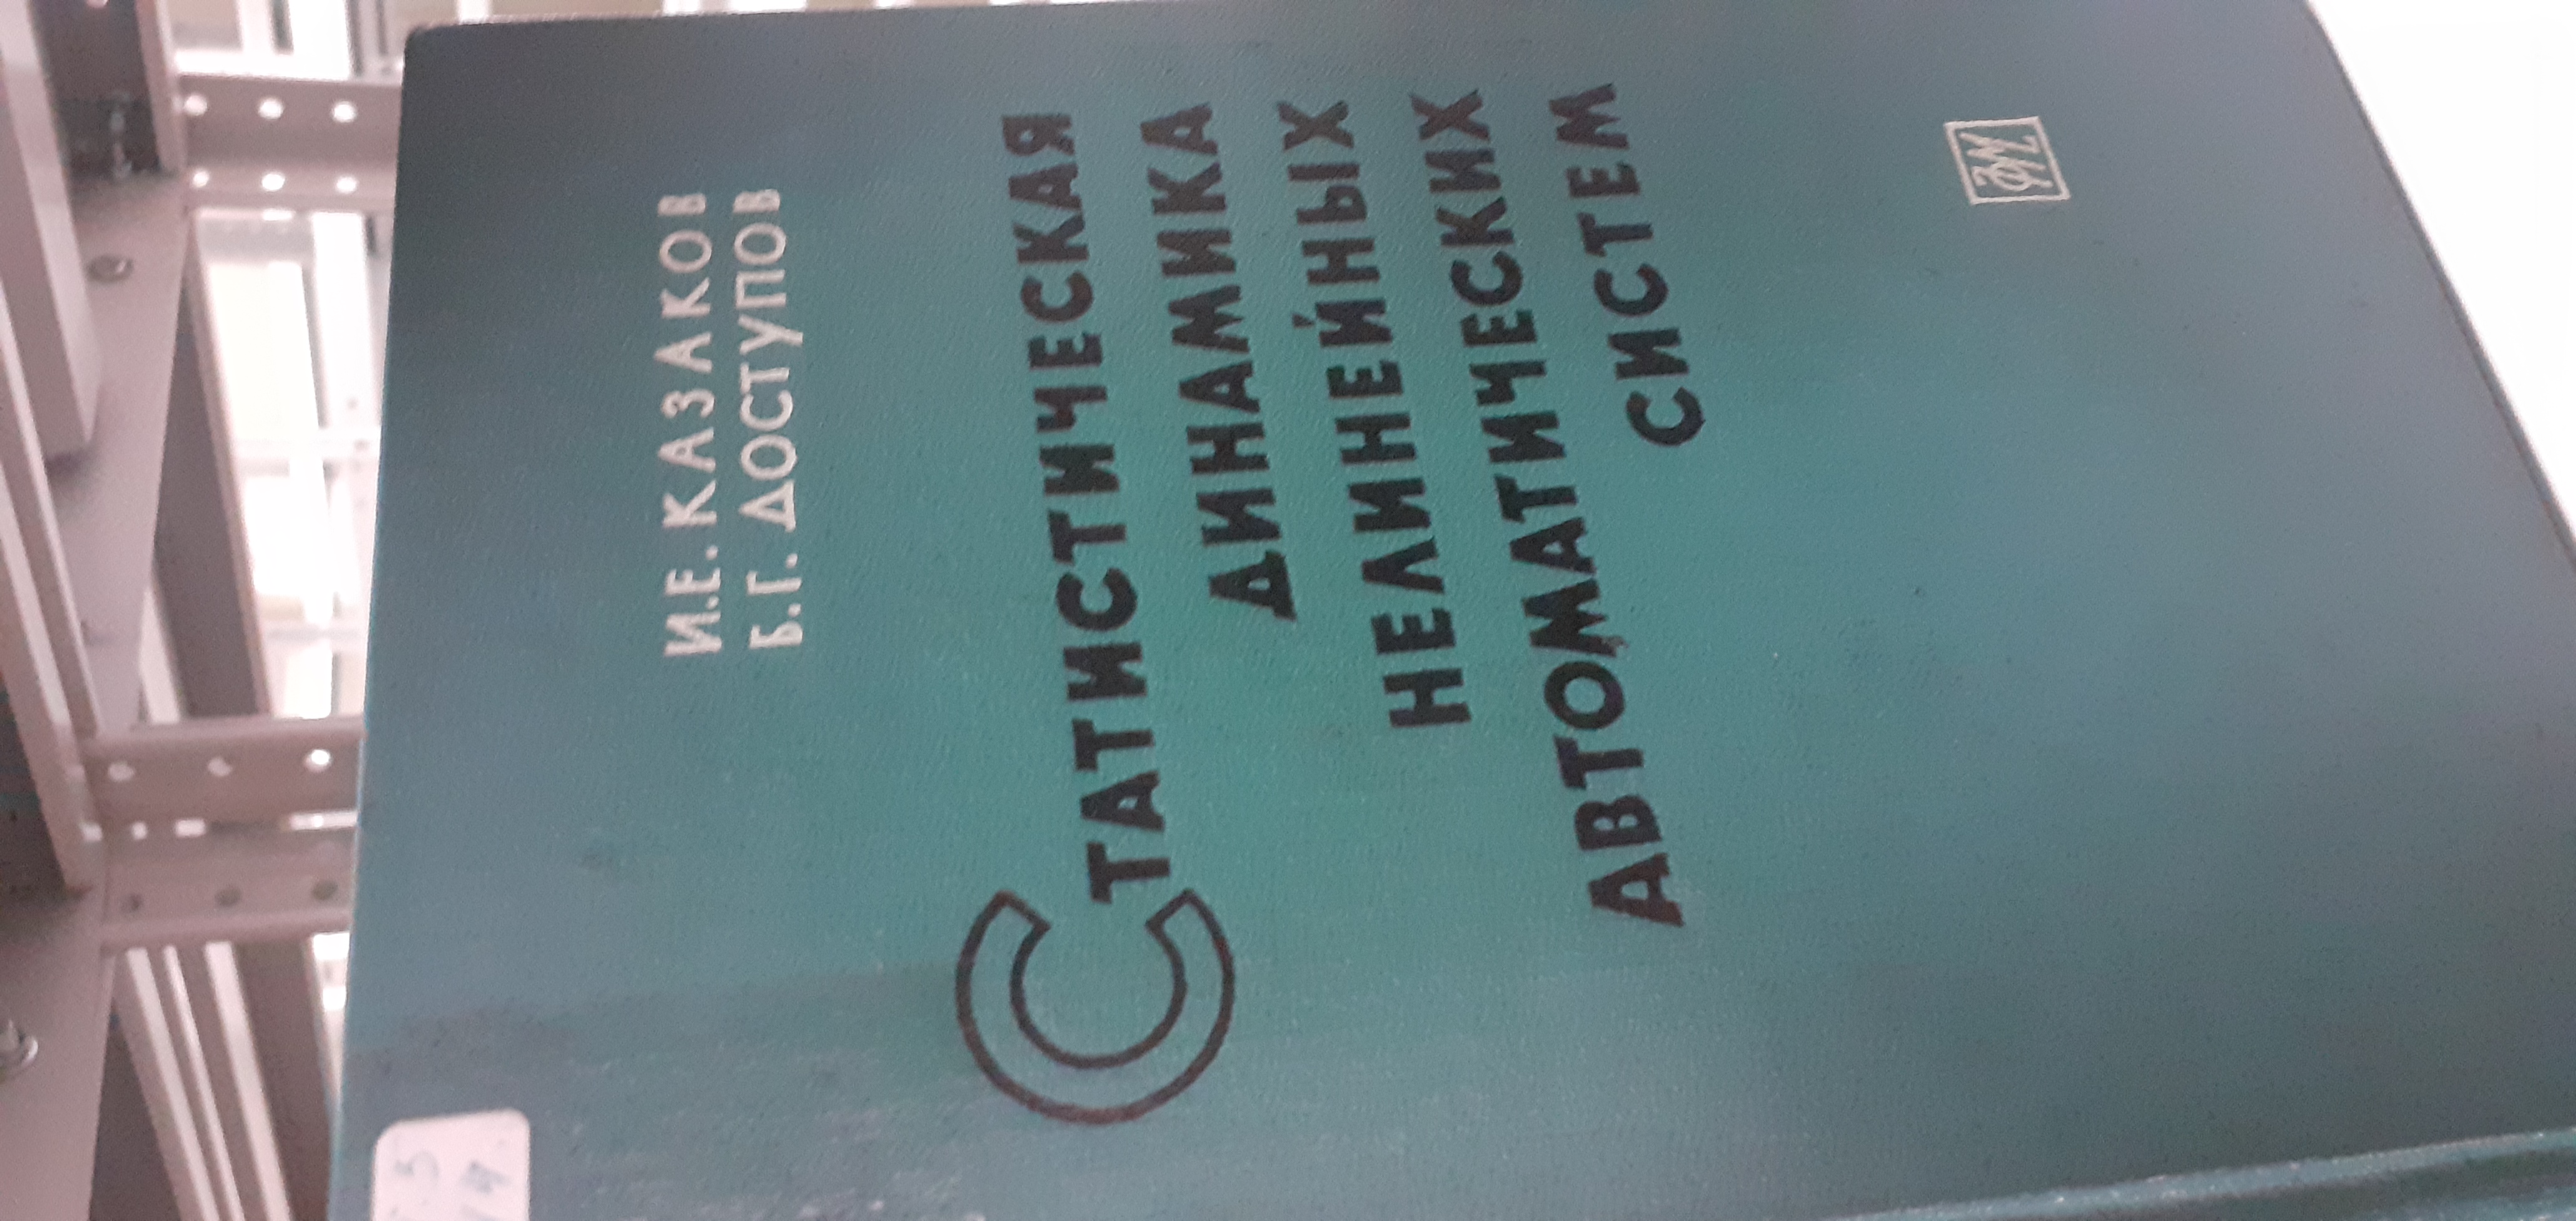 И.Е. КАЗАКОВ
Б.Г. ДОСТУПОВ
СТАТИСТИЧЕСКАЯ
ДИНАМИКА
НЕЛИНЕЙНЫХ
АВТОМАТИЧЕСКИХ
СИСТЕМ